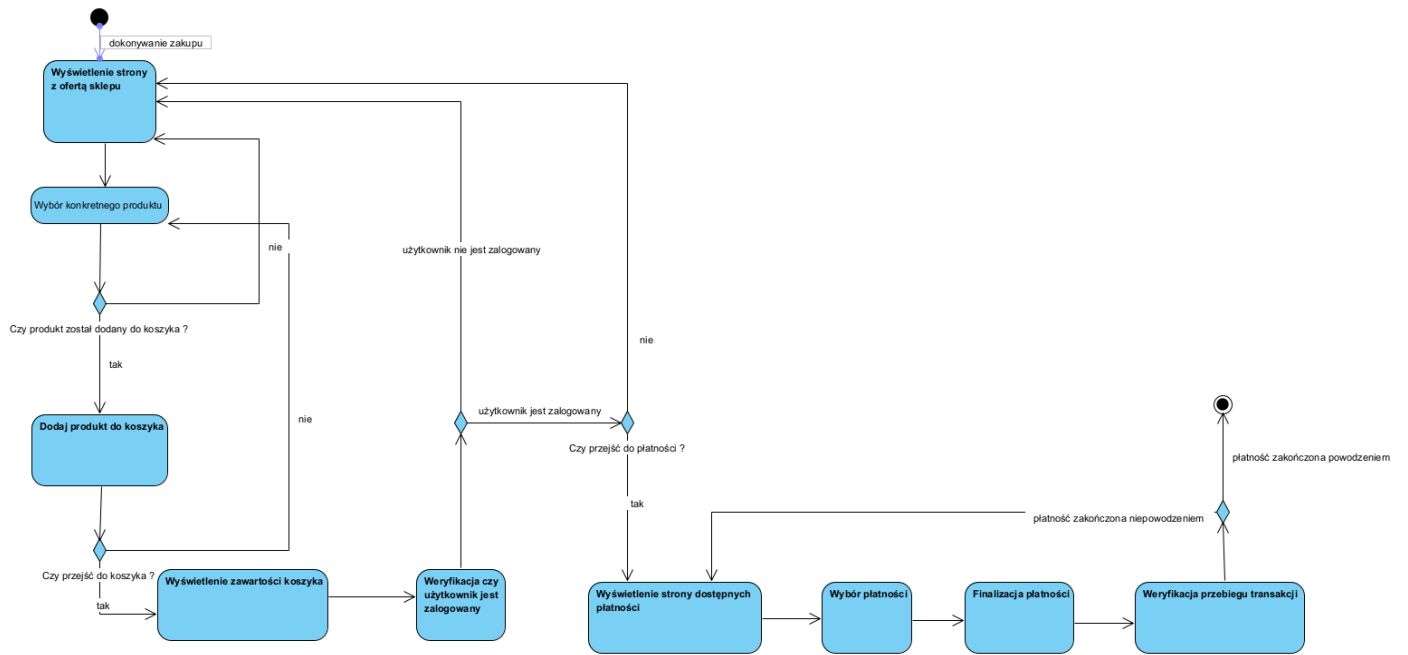 dokonywanie zakupu
Wyświetlenie strony
z ofertą sklepu
Wybór konkretnego produktu
nie
użytkownik nie jest zalogowany
Czy produkt został dodany do koszyka ?
nie
tak
użytkownik jest zalogowany
nie
Dodaj produkt do koszyka
Czy przejść do płatności ?
płatność zakończona powodzeniem
tak
płatność zakończona niepowodzeniem
Czy przejść do koszyka ?
tak
Wyświetlenie zawartości koszyka
Weryfikacja czy
użytkownik jest
zalogowany
Wyświetlenie strony dostępnych
płatności
Wybór płatności
Finalizacja płatności
Weryfikacja przebiegu transakcji